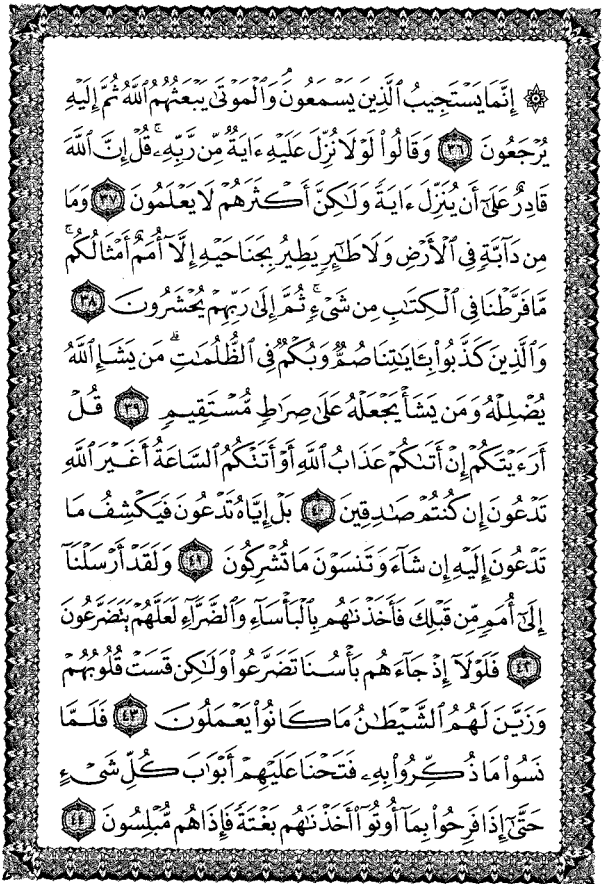 ۞ إِنَّمَا يَسْتَجِيبُ ٱلَّذِينَ يَسْمَعُونَۘ وَٱلْمَوْتَىٰ يَبْعَثُهُمُ ٱللَّهُ ثُمَّ إِلَيْهِ
يُرْجَعُونَ ٣٦ وَقَالُوا۟ لَوْلَا نُزِّلَ عَلَيْهِ ءَايَةٌ مِّن رَّبِّهِۦۚ قُلْ إِنَّ ٱللَّهَ
قَادِرٌ عَلَىٰٓ أَن يُنَزِّلَ ءَايَةً وَلَٰكِنَّ أَكْثَرَهُمْ لَا يَعْلَمُونَ ٣٧ وَمَا
مِن دَآبَّةٍ فِى ٱلْأَرْضِ وَلَا طَٰٓئِرٍ يَطِيرُ بِجَنَاحَيْهِ إِلَّآ أُمَمٌ أَمْثَالُكُمۚ
مَّا فَرَّطْنَا فِى ٱلْكِتَٰبِ مِن شَىْءٍۚ ثُمَّ إِلَىٰ رَبِّهِمْ يُحْشَرُونَ ٣٨
وَٱلَّذِينَ كَذَّبُوا۟ بِـَٔايَٰتِنَا صُمٌّ وَبُكْمٌ فِى ٱلظُّلُمَٰتِۗ مَن يَشَإِ ٱللَّهُ
يُضْلِلْهُ وَمَن يَشَأْ يَجْعَلْهُ عَلَىٰ صِرَٰطٍ مُّسْتَقِيمٍ ٣٩ قُلْ
أَرَءَيْتَكُمْ إِنْ أَتَىٰكُمْ عَذَابُ ٱللَّهِ أَوْ أَتَتْكُمُ ٱلسَّاعَةُ أَغَيْرَ ٱللَّهِ
تَدْعُونَ إِن كُنتُمْ صَٰدِقِينَ ٤٠ بَلْ إِيَّاهُ تَدْعُونَ فَيَكْشِفُ مَا
تَدْعُونَ إِلَيْهِ إِن شَآءَ وَتَنسَوْنَ مَا تُشْرِكُونَ ٤١ وَلَقَدْ أَرْسَلْنَآ
إِلَىٰٓ أُمَمٍ مِّن قَبْلِكَ فَأَخَذْنَٰهُم بِٱلْبَأْسَآءِ وَٱلضَّرَّآءِ لَعَلَّهُمْ يَتَضَرَّعُونَ
٤٢ فَلَوْلَآ إِذْ جَآءَهُم بَأْسُنَا تَضَرَّعُوا۟ وَلَٰكِن قَسَتْ قُلُوبُهُمْ
وَزَيَّنَ لَهُمُ ٱلشَّيْطَٰنُ مَا كَانُوا۟ يَعْمَلُونَ ٤٣ فَلَمَّا
نَسُوا۟ مَا ذُكِّرُوا۟ بِهِۦ فَتَحْنَا عَلَيْهِمْ أَبْوَٰبَ كُلِّ شَىْءٍ
حَتَّىٰٓ إِذَا فَرِحُوا۟ بِمَآ أُوتُوٓا۟ أَخَذْنَٰهُم بَغْتَةً فَإِذَا هُم مُّبْلِسُونَ ٤٤